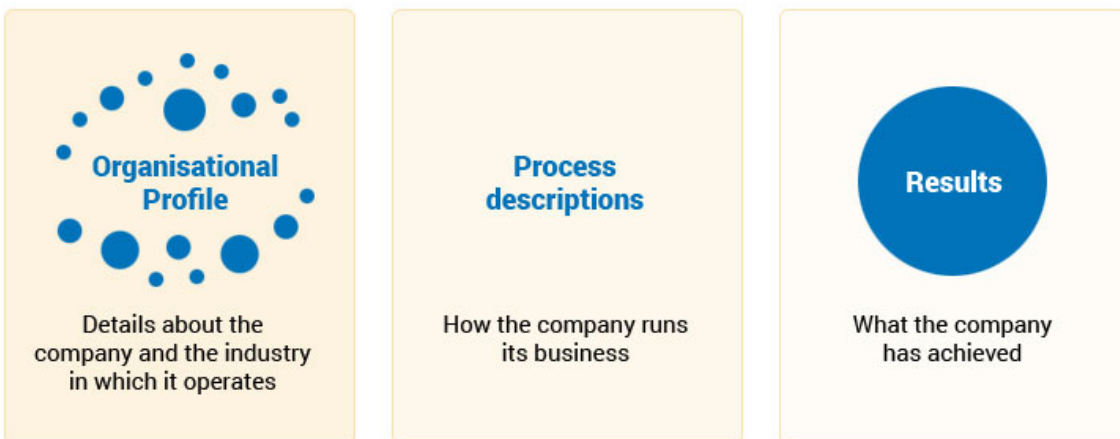 Organisational
Profile
Details about the
company and the industry
in which it operates
Process
descriptions
How the company runs
its business
Results
What the company
has achieved